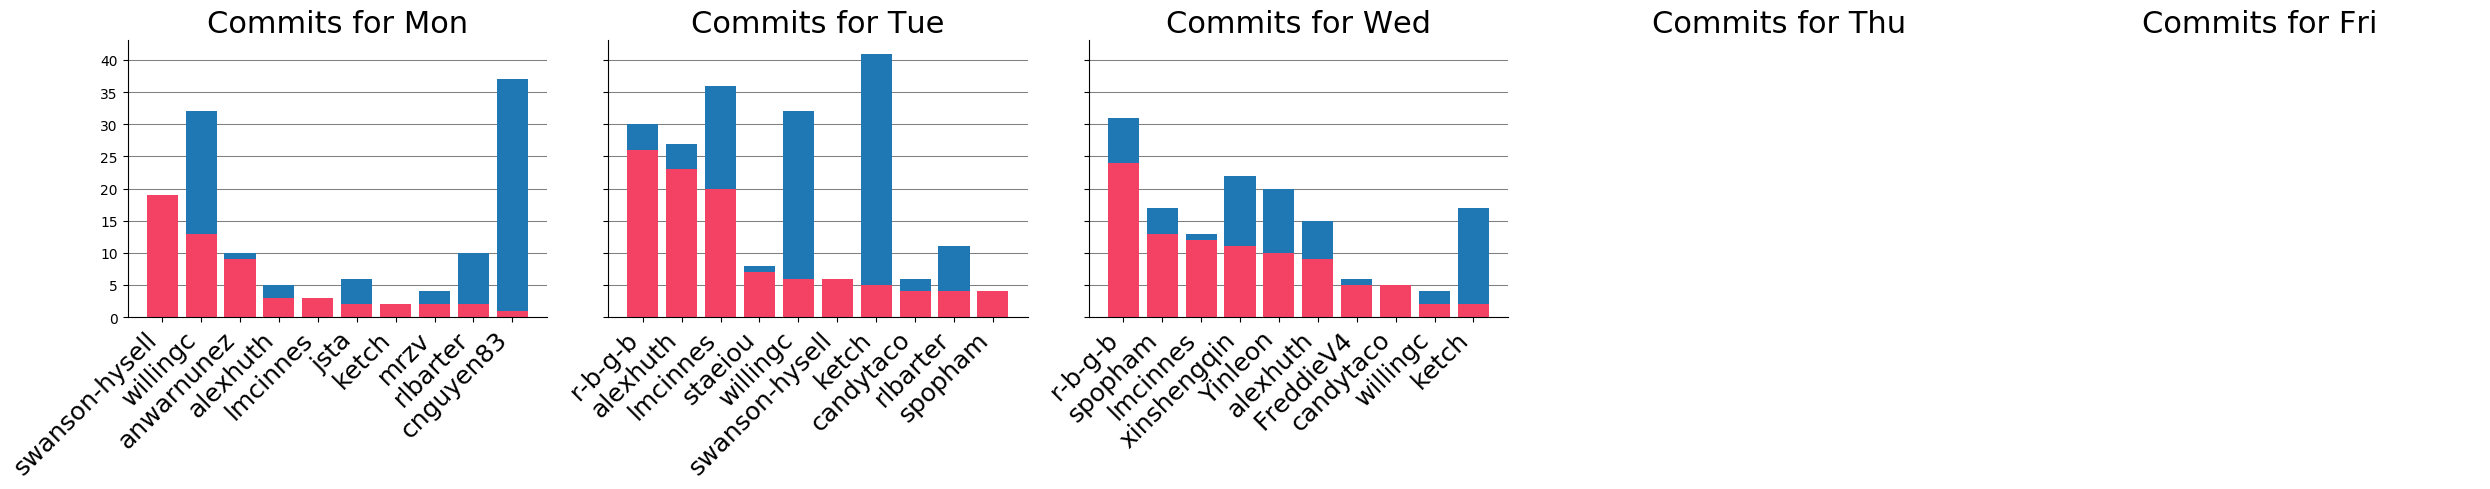 Commits for Mon
Commits for Tue
Commits for Wed
Commits for Thu
Commits for Fri
40
35
30
25
20
15
10
5
0
swanson-hysell
willingc
anwarnunez
alexhuth
lmcinnes
jsta
ketch
mrzv
rlbarter
cnguyen83
r-b-g-b
alexhuth
lmcinnes
staeiou
willingc
swanson-hysell
ketch
candytaco
rlbarter
spopham
r-b-g-b
spopham
lmcinnes
xinshengqin
Yinleon
alexhuth
FreddieV4
candytaco
willingc
ketch